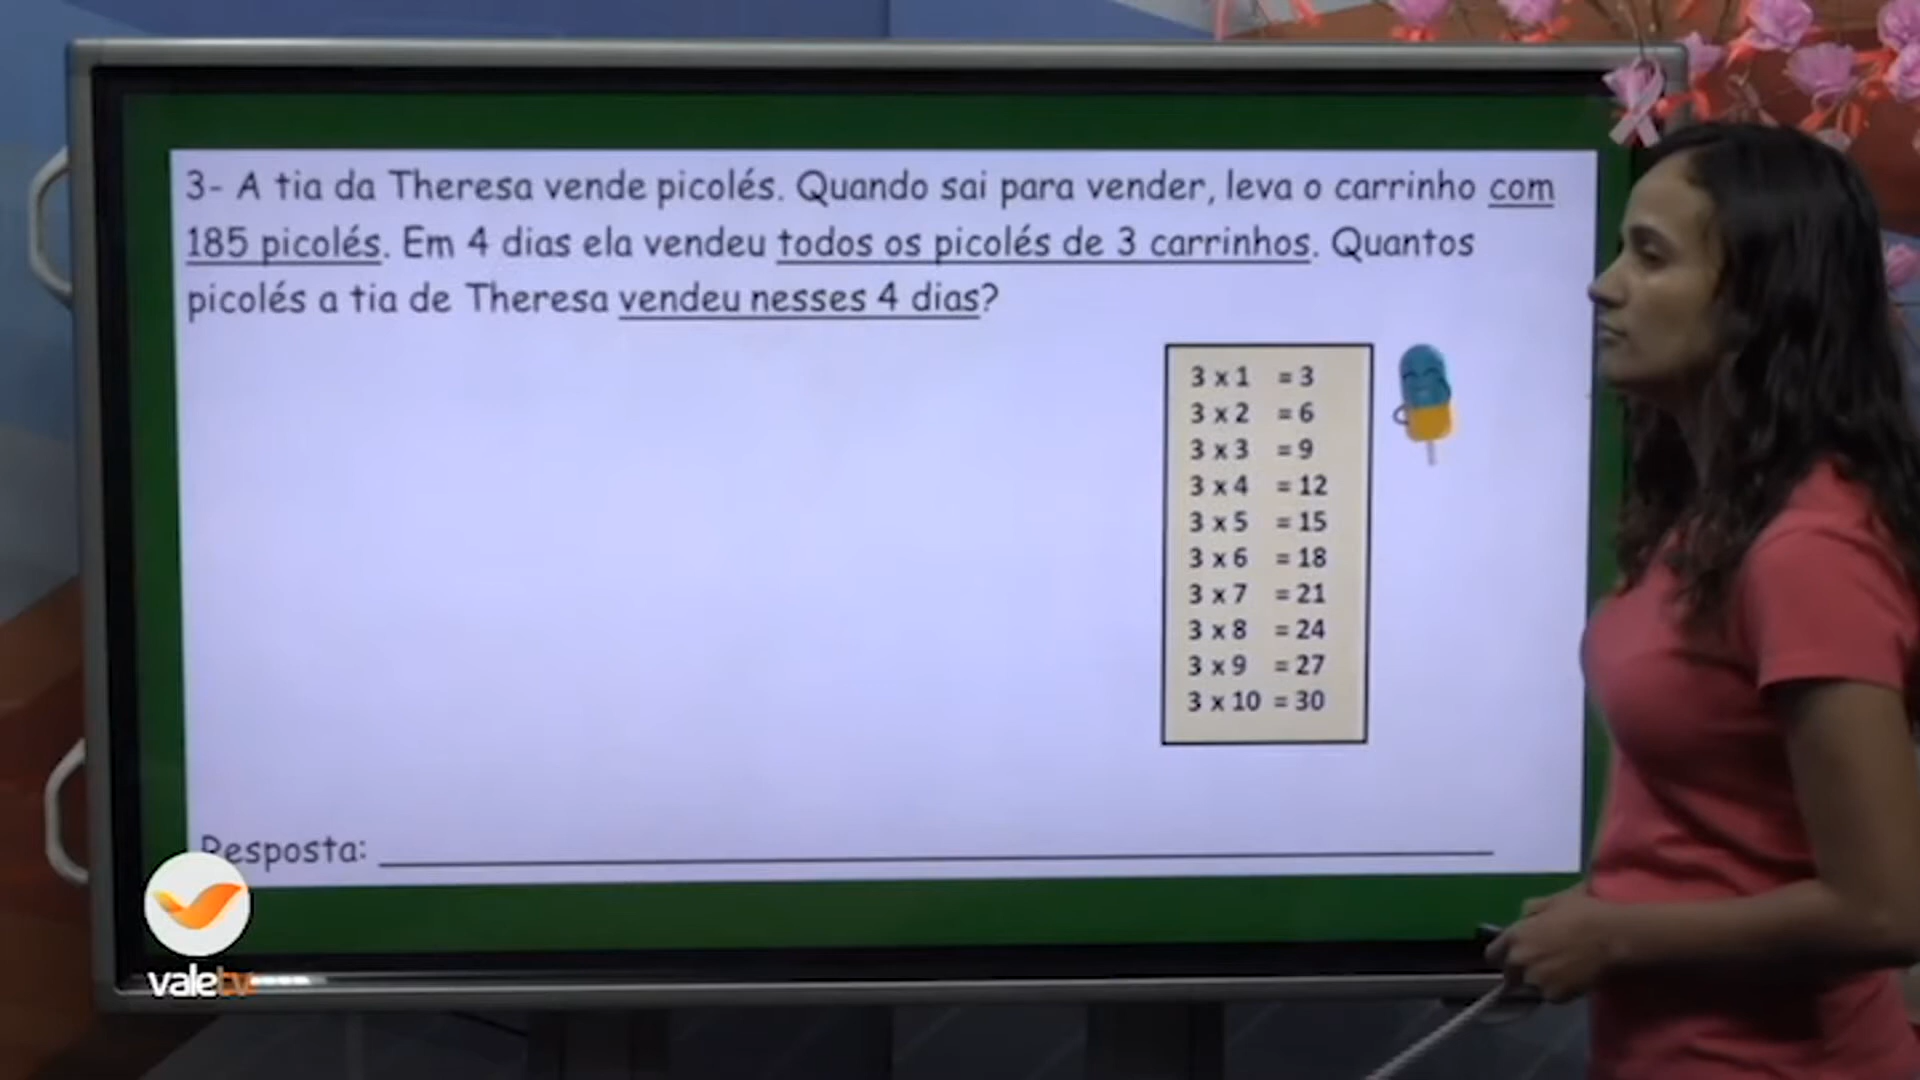 3- A tia da Theresa vende picolés. Quando sai para vender, leva o carrinho com
185 picolés. Em 4 dias ela vendeu todos os picolés de 3 carrinhos. Quantos
picolés a tia de Theresa vendeu nesses 4 dias?
3 x 1 = 3
3 x 2 = 6
3 x 3 = 9
3 x 4 = 12
3 x 5 = 15
3 x 6 = 18
3 x 7 = 21
3 x 8 = 24
3 x 9 = 27
3 x 10 = 30
Resposta:
valetv